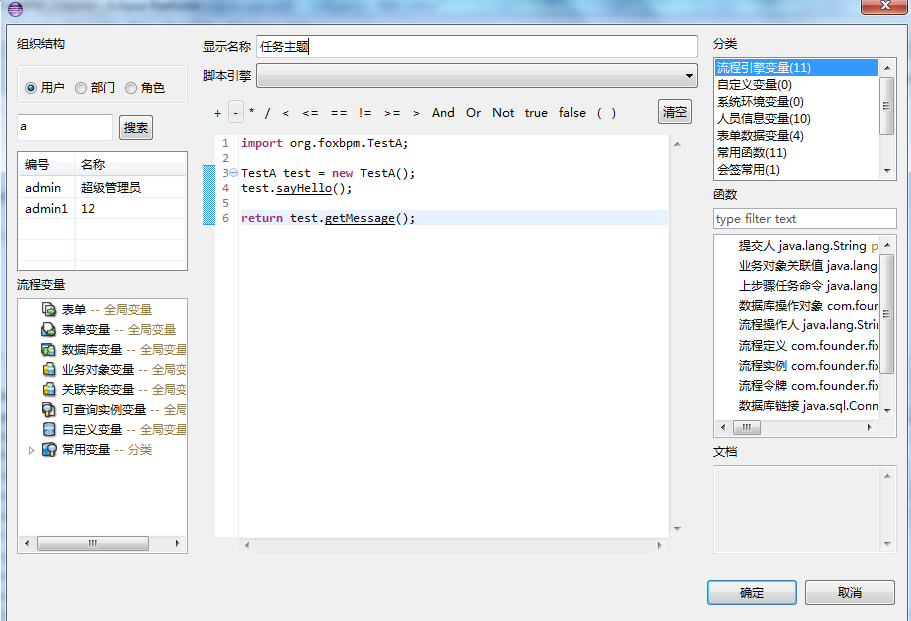 组织结构
用户 部门 角色
a 搜索
编号 名称
admin 超级管理员
admin1 12
流程变量
表单 -- 全局变量
表单变量 -- 全局变量
数据库变量 -- 全局变量
业务对象变量 -- 全局变
关联字段变量 -- 全局变
可查询实例变量 -- 全局
自定义变量 -- 全局变量
常用变量 -- 分类
显示名称 任务主题
脚本引擎
+ - * / < <= == != >= > And Or Not true false ( ) 清空
1 import org.foxbpm.TestA;
2
3 TestA test = new TestA();
4 test.sayHello();
5
6 return test.getMessage();
分类
流程引擎变量(11)
自定义变量(0)
系统环境变量(0)
人员信息变量(10)
表单数据变量(4)
常用函数(11)
会签常用(1)
函数
type filter text
提交人 java.lang.String p
业务对象关联值 java.lang
上步骤任务命令 java.lang
数据库操作对象 com.foun
流程操作人 java.lang.Stri
流程定义 com.founder.fix
流程实例 com.founder.fix
流程令牌 com.founder.fix
数据库链接 java.sql.Conn
文档
确定 取消